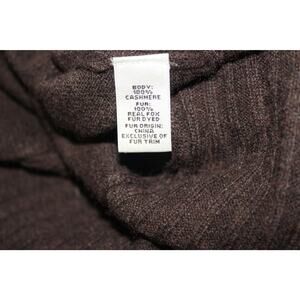 BODY:
100%
CASHMERE
FUR:
100%
REAL FOX
FUR DYED
FUR ORIGIN:
CHINA
EXCLUSIVE OF
FUR TRIM